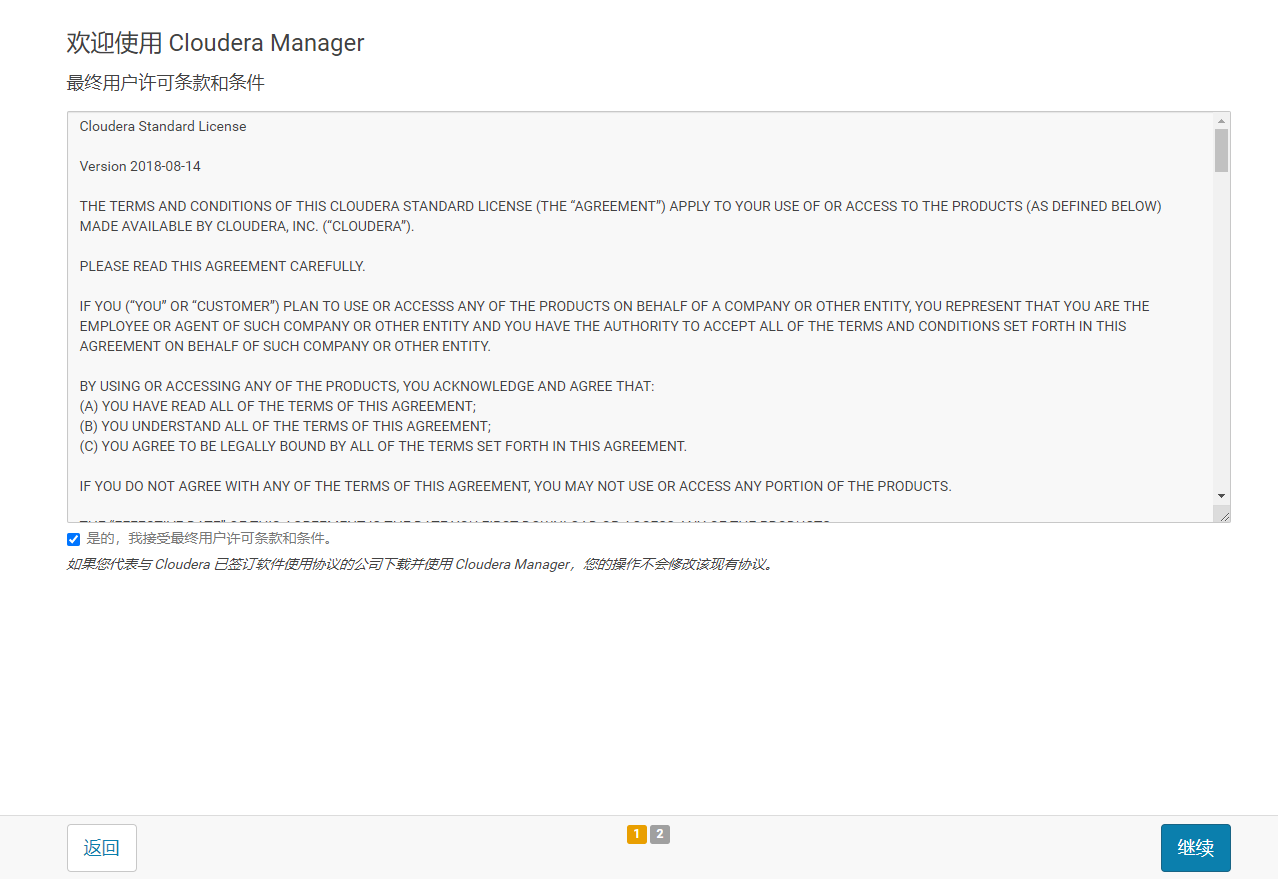 欢迎使用 Cloudera Manager
最终用户许可条款和条件
Cloudera Standard License
Version 2018-08-14
THE TERMS AND CONDITIONS OF THIS CLOUDERA STANDARD LICENSE (THE “AGREEMENT”) APPLY TO YOUR USE OF OR ACCESS TO THE PRODUCTS (AS DEFINED BELOW)
MADE AVAILABLE BY CLOUDERA, INC. (“CLOUDERA”).
PLEASE READ THIS AGREEMENT CAREFULLY.
IF YOU (“YOU” OR “CUSTOMER”) PLAN TO USE OR ACCESSS ANY OF THE PRODUCTS ON BEHALF OF A COMPANY OR OTHER ENTITY, YOU REPRESENT THAT YOU ARE THE
EMPLOYEE OR AGENT OF SUCH COMPANY OR OTHER ENTITY AND YOU HAVE THE AUTHORITY TO ACCEPT ALL OF THE TERMS AND CONDITIONS SET FORTH IN THIS
AGREEMENT ON BEHALF OF SUCH COMPANY OR OTHER ENTITY.
BY USING OR ACCESSING ANY OF THE PRODUCTS, YOU ACKNOWLEDGE AND AGREE THAT:
(A) YOU HAVE READ ALL OF THE TERMS OF THIS AGREEMENT;
(B) YOU UNDERSTAND ALL OF THE TERMS OF THIS AGREEMENT;
(C) YOU AGREE TO BE LEGALLY BOUND BY ALL OF THE TERMS SET FORTH IN THIS AGREEMENT.
IF YOU DO NOT AGREE WITH ANY OF THE TERMS OF THIS AGREEMENT, YOU MAY NOT USE OR ACCESS ANY PORTION OF THE PRODUCTS.
是的，我接受最终用户许可条款和条件。
如果您代表与 Cloudera 已签订软件使用协议的公司下载并使用 Cloudera Manager，您的操作不会修改该现有协议。
返回
1 2
继续